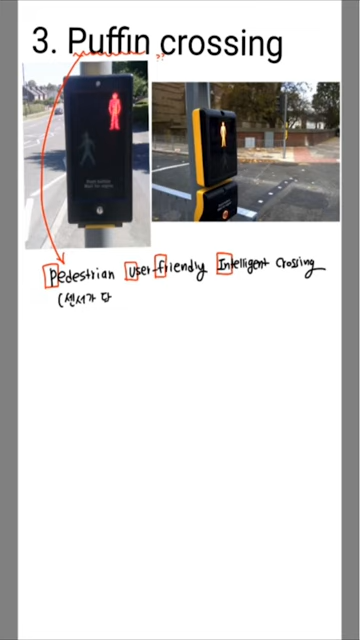 3. Puffin crossing
??
Pedestrian User-friendly Intelligent Crossing
(센서가 달